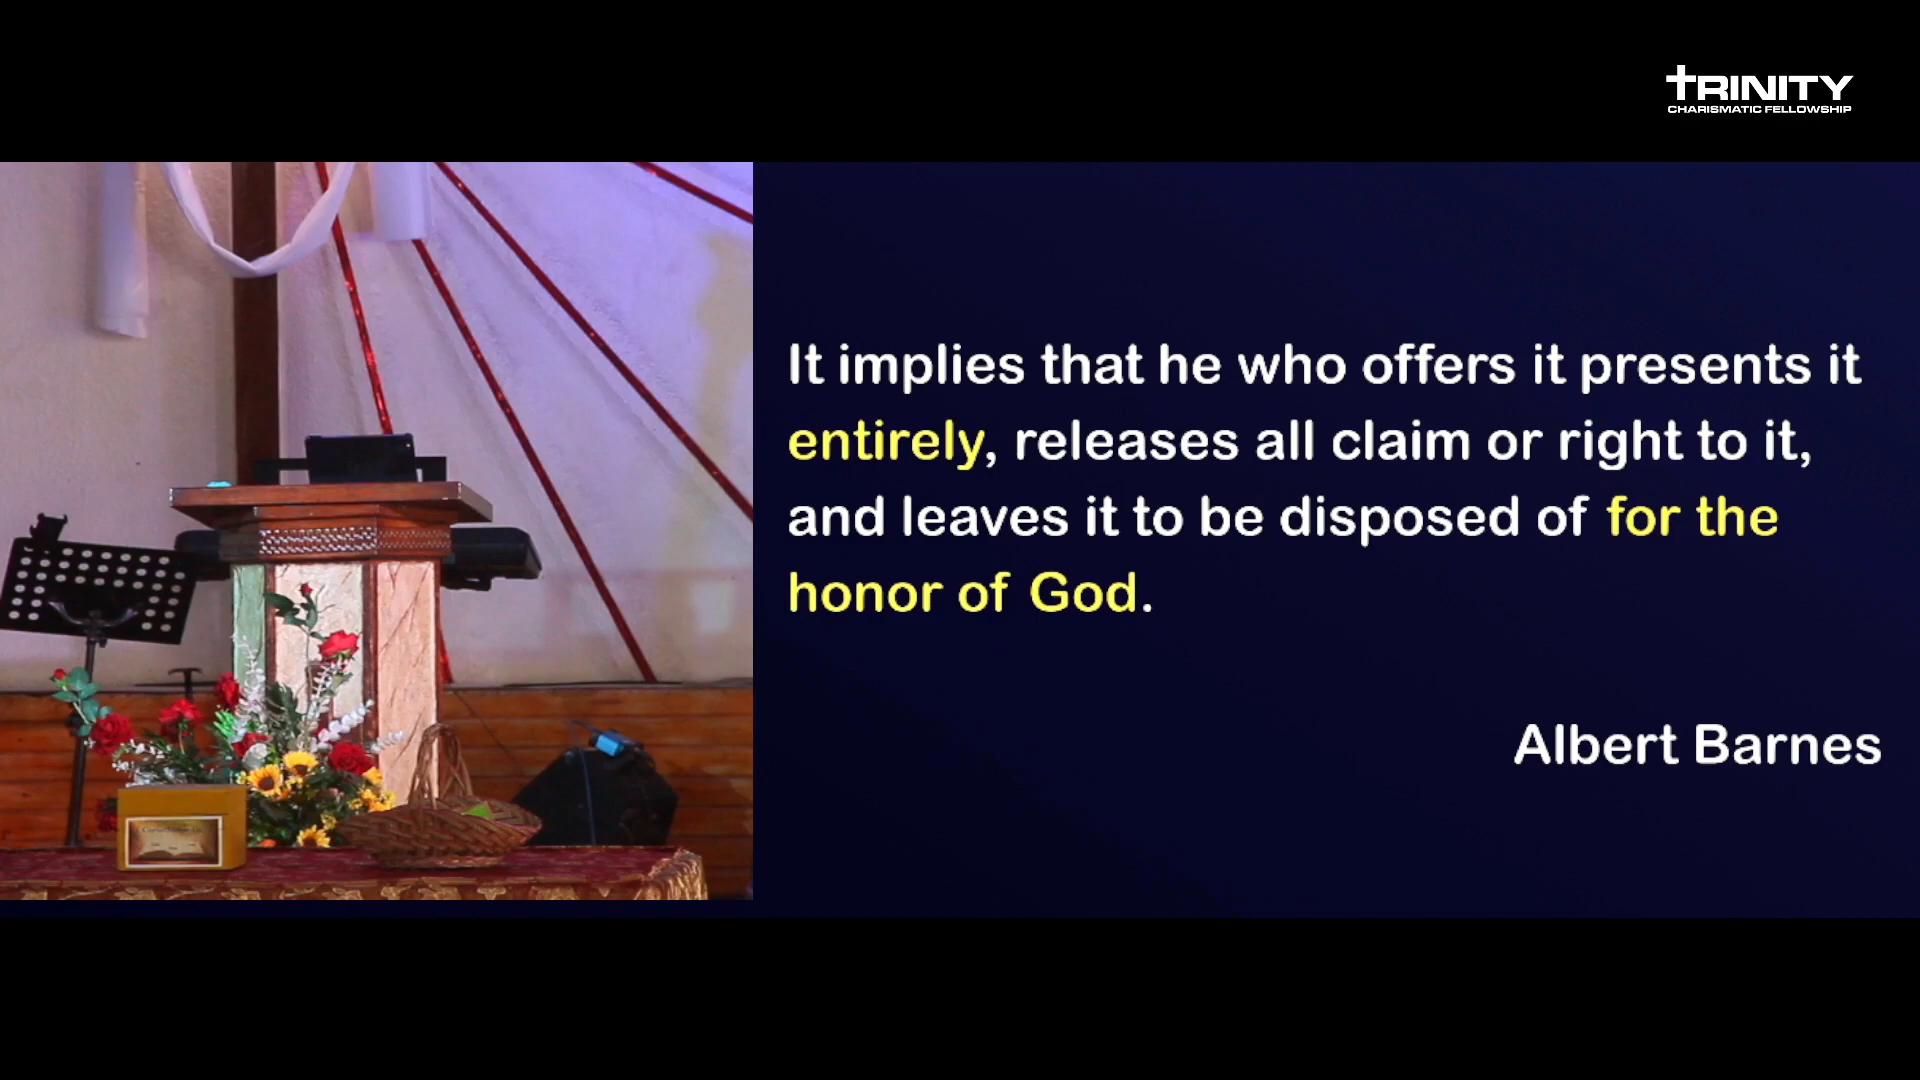 TRINITY
CHARISMATIC FELLOWSHIP
It implies that he who offers it presents it
entirely, releases all claim or right to it,
and leaves it to be disposed of for the
honor of God.
Albert Barnes